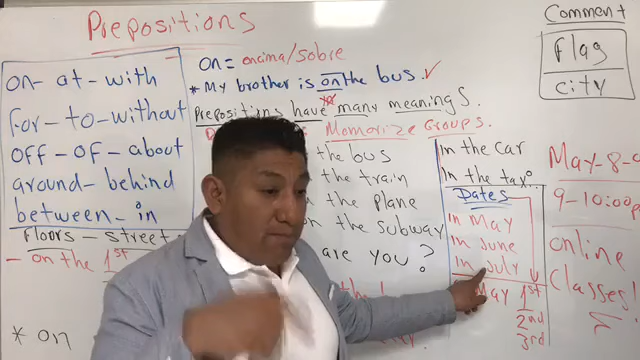 Prepositions
on - at - with
for - to - without
off - of - about
around - behind
between - in
Floors - street
- on the 1st
* on
on = encima/sobre
* My brother is on the bus. ✓
Prepositions have many meanings.
Memorize Groups.
the bus
the train
the plane
on the subway
are you?
in the car
in the taxi
Dates
in May
in June
in July
May 1st
2nd
3rd
Comment
flag
city
May-8-
9-10:00pm
online
Classes!